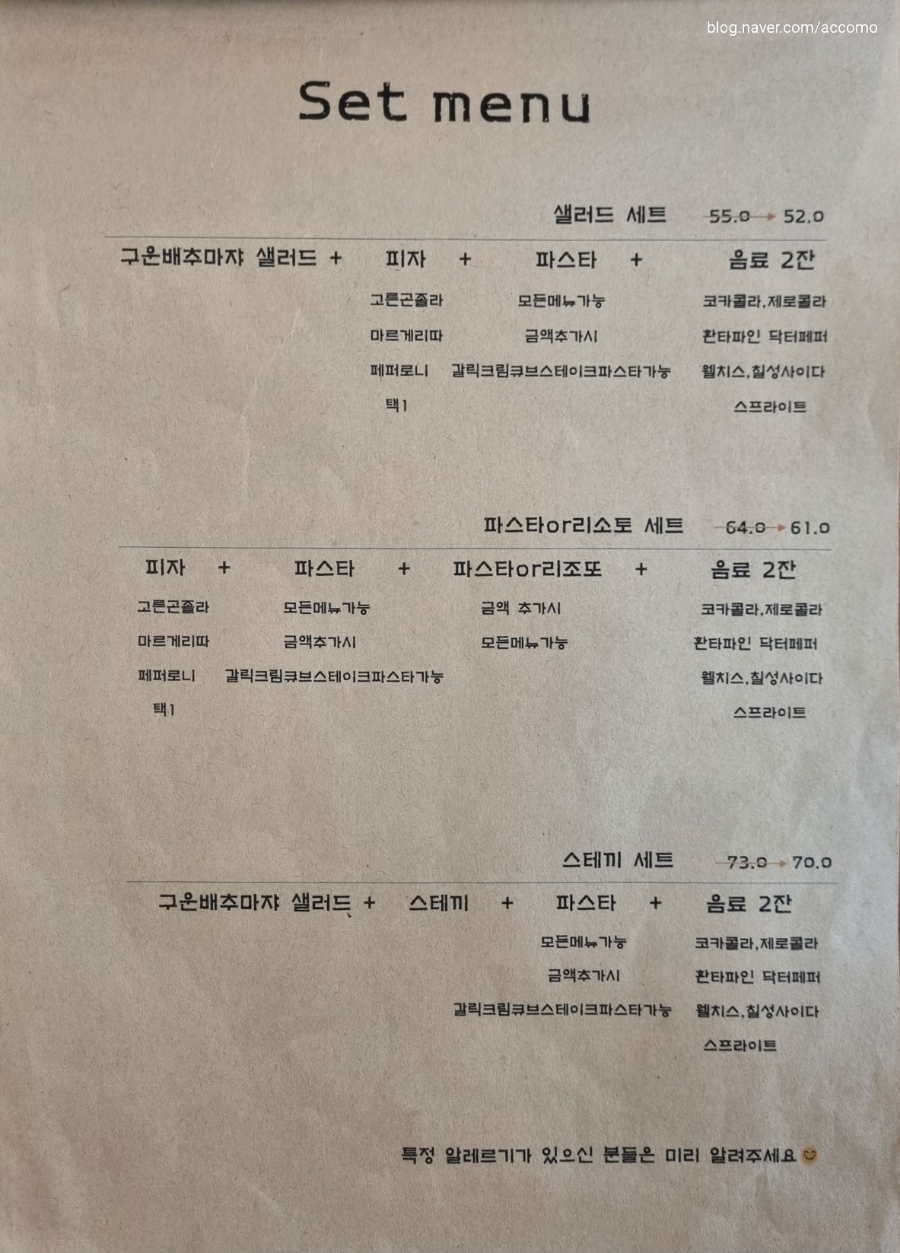 blog.naver.com/accomo
Set menu
샐러드 세트 55.0 → 52.0
구운배추마쟈 샐러드 + 피자 + 파스타 + 음료 2잔
고른곤졸라 모든메뉴가능 코카콜라,제로콜라
마르게리따 금액추가시 환타파인 닥터페퍼
페퍼로니 갈릭크림큐브스테이크파스타가능 웰치스,칠성사이다
택1 스프라이트
파스타or리소토 세트 64.0 → 61.0
피자 + 파스타 + 파스타or리조또 + 음료 2잔
고른곤졸라 모든메뉴가능 금액 추가시 코카콜라,제로콜라
마르게리따 금액추가시 모든메뉴가능 환타파인 닥터페퍼
페퍼로니 갈릭크림큐브스테이크파스타가능 웰치스,칠성사이다
택1 스프라이트
스테끼 세트 73.0 → 70.0
구운배추마쟈 샐러드 + 스테끼 + 파스타 + 음료 2잔
모든메뉴가능 코카콜라,제로콜라
금액추가시 환타파인 닥터페퍼
갈릭크림큐브스테이크파스타가능 웰치스,칠성사이다
스프라이트
특정 알레르기가 있으신 분들은 미리 알려주세요😊